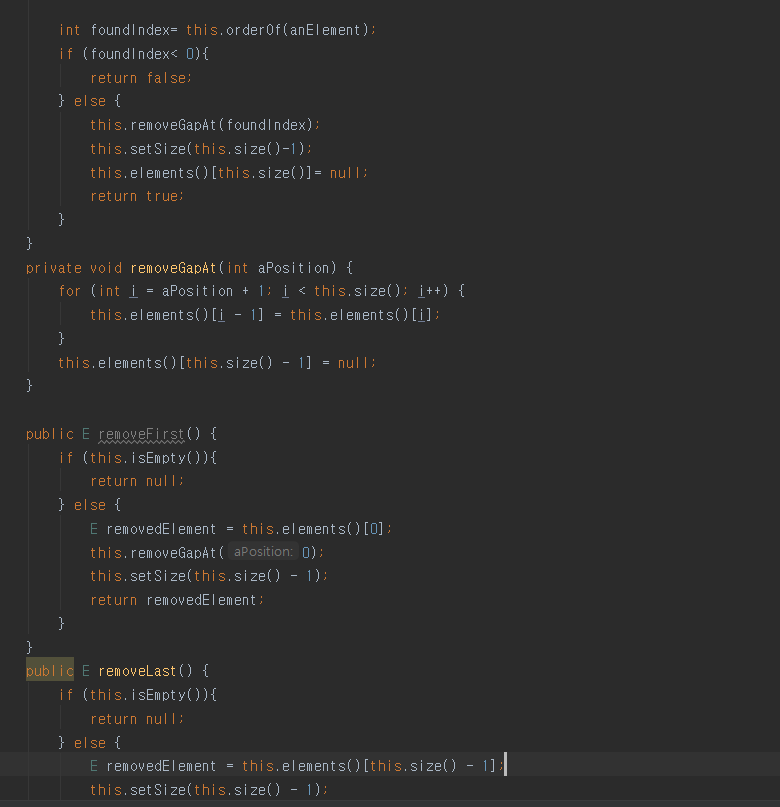 int foundIndex= this.orderOf(anElement);
if (foundIndex< 0){
return false;
} else {
this.removeGapAt(foundIndex);
this.setSize(this.size()-1);
this.elements()[this.size()]= null;
return true;
}
}
private void removeGapAt(int aPosition) {
for (int i = aPosition + 1; i < this.size(); i++) {
this.elements()[i - 1] = this.elements()[i];
}
this.elements()[this.size() - 1] = null;
}
public E removeFirst() {
if (this.isEmpty()){
return null;
} else {
E removedElement = this.elements()[0];
this.removeGapAt( aPosition: 0);
this.setSize(this.size() - 1);
return removedElement;
}
}
public E removeLast() {
if (this.isEmpty()){
return null;
} else {
E removedElement = this.elements()[this.size() - 1];
this.setSize(this.size() - 1);